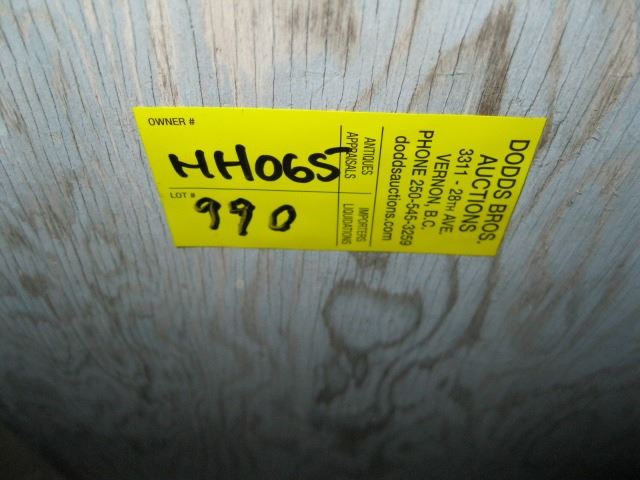 OWNER #
HH065
LOT #
990
ANTIQUES
APPRAISALS
IMPORTERS
LIQUIDATIONS
DODDS BROS.
AUCTIONS
3311 - 28TH AVE
VERNON, B.C.
PHONE 250-545-3259
doddsauctions.com